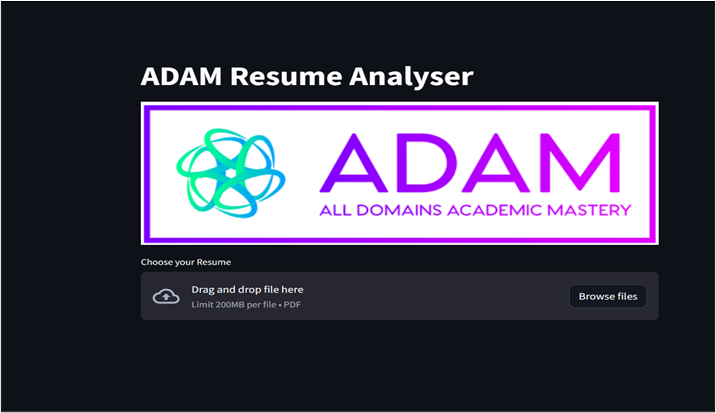 ADAM Resume Analyser
ADAM
ALL DOMAINS ACADEMIC MASTERY
Choose your Resume
Drag and drop file here
Limit 200MB per file • PDF
Browse files